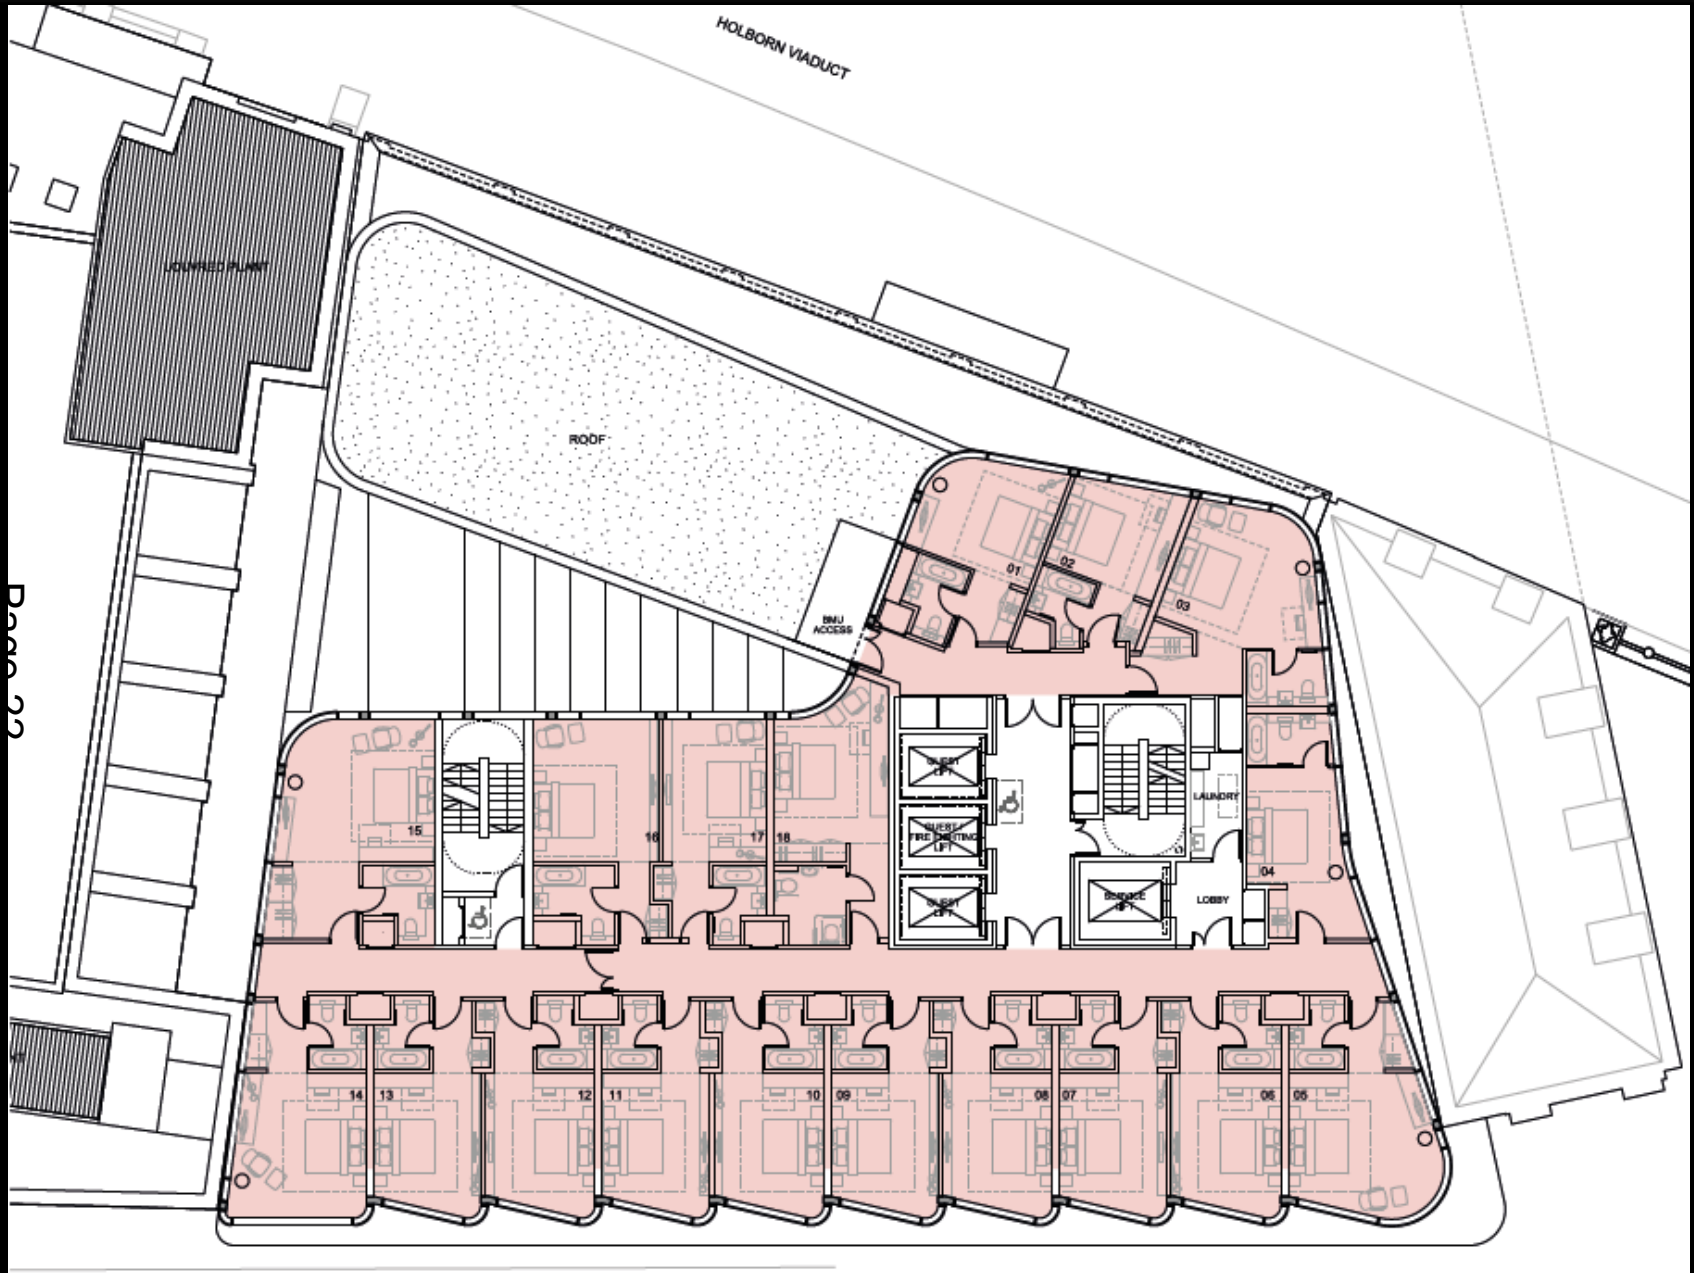 HOLBORN VIADUCT
LOUVRED PLANT
ROOF
BMU
ACCESS
01
02
03
GUEST
LIFT
GUEST /
FIRE FIGHTING
LIFT
GUEST
LIFT
LAUNDRY
SERVICE
LIFT
LOBBY
04
15
16
17
18
14
13
12
11
10
09
08
07
06
05
Page 22